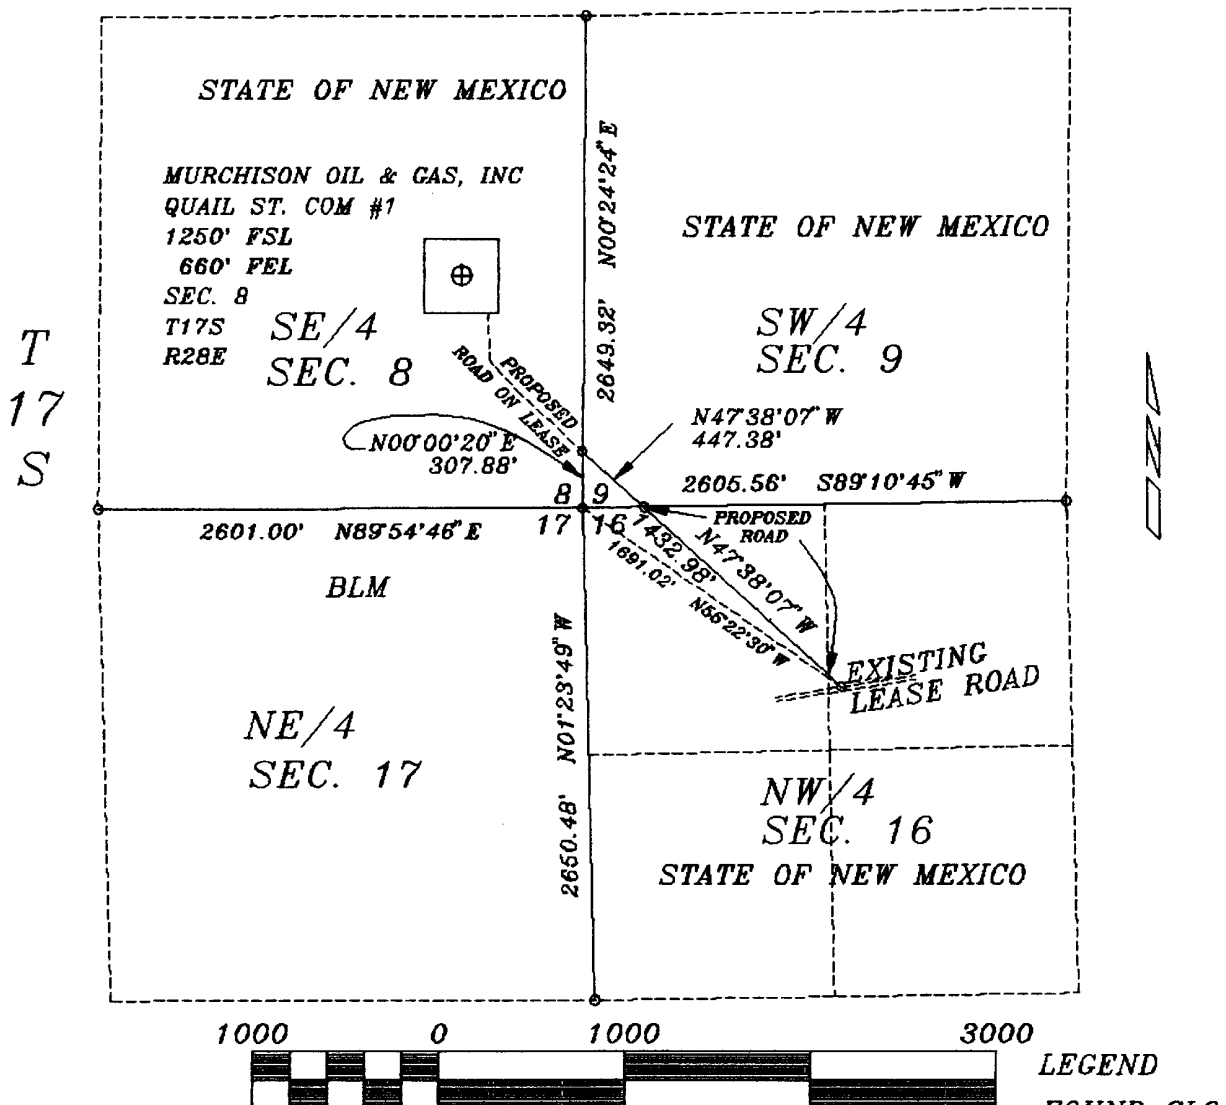 STATE OF NEW MEXICO
MURCHISON OIL & GAS, INC
QUAIL ST. COM #1
1250' FSL
660' FEL
SEC. 8
T17S
R28E
SE/4
SEC. 8
T
17
S
PROPOSED
ROAD ON LEASE
2649.32' N00°24'24" E
STATE OF NEW MEXICO
SW/4
SEC. 9
N47°38'07" W
447.38'
N00°00'20" E
307.88'
8 9
17 16
2605.56' S89°10'45" W
2601.00' N89°54'46" E
PROPOSED
ROAD
1432.98' N47°38'07" W
1691.02' N55°22'30" W
BLM
EXISTING
LEASE ROAD
2650.48' N01°23'49" W
NE/4
SEC. 17
NW/4
SEC. 16
STATE OF NEW MEXICO
1000 0 1000 3000
LEGEND